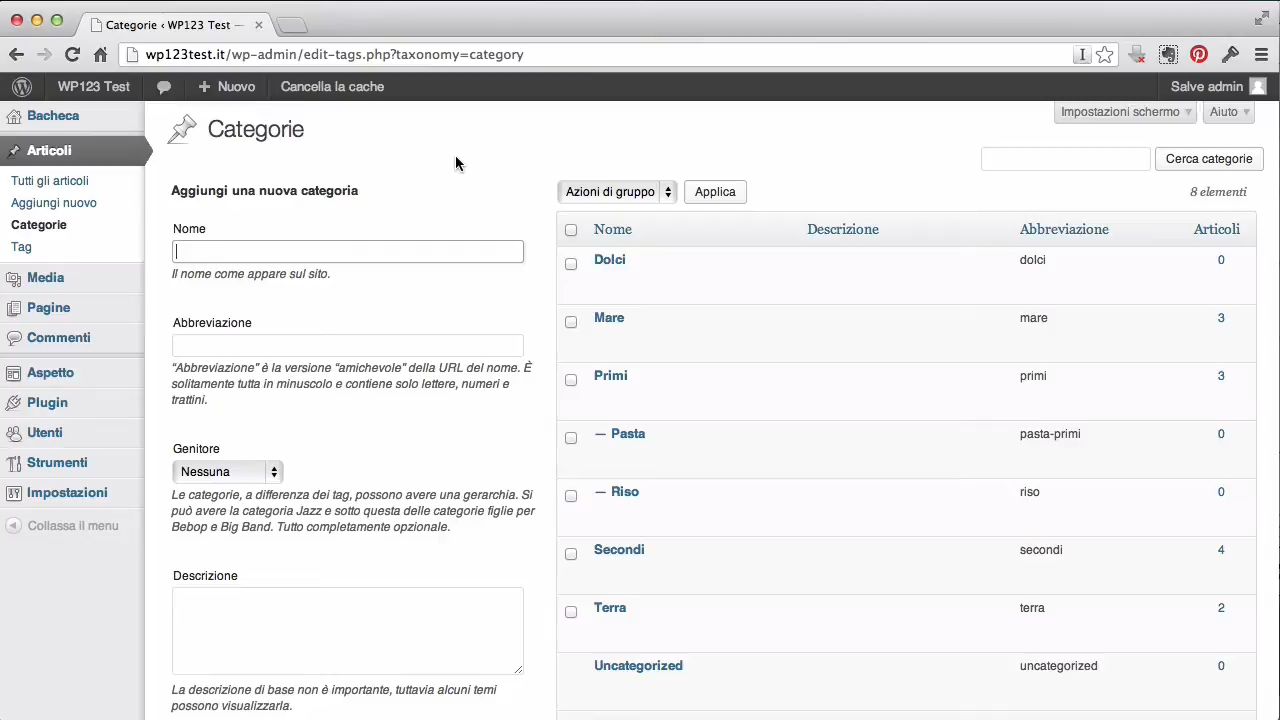 Categorie ‹ WP123 Test —
wp123test.it/wp-admin/edit-tags.php?taxonomy=category
WP123 Test
+ Nuovo
Cancella la cache
Salve admin
Bacheca
Articoli
Tutti gli articoli
Aggiungi nuovo
Categorie
Tag
Media
Pagine
Commenti
Aspetto
Plugin
Utenti
Strumenti
Impostazioni
Collassa il menu
Impostazioni schermo
Aiuto
Categorie
Cerca categorie
Aggiungi una nuova categoria
Nome
Il nome come appare sul sito.
Abbreviazione
“Abbreviazione” è la versione “amichevole” della URL del nome. È
solitamente tutta in minuscolo e contiene solo lettere, numeri e
trattini.
Genitore
Nessuna
Le categorie, a differenza dei tag, possono avere una gerarchia. Si
può avere la categoria Jazz e sotto questa delle categorie figlie per
Bebop e Big Band. Tutto completamente opzionale.
Descrizione
La descrizione di base non è importante, tuttavia alcuni temi
possono visualizzarla.
Azioni di gruppo
Applica
8 elementi
Nome Descrizione Abbreviazione Articoli
Dolci dolci 0
Mare mare 3
Primi primi 3
— Pasta pasta-primi 0
— Riso riso 0
Secondi secondi 4
Terra terra 2
Uncategorized uncategorized 0